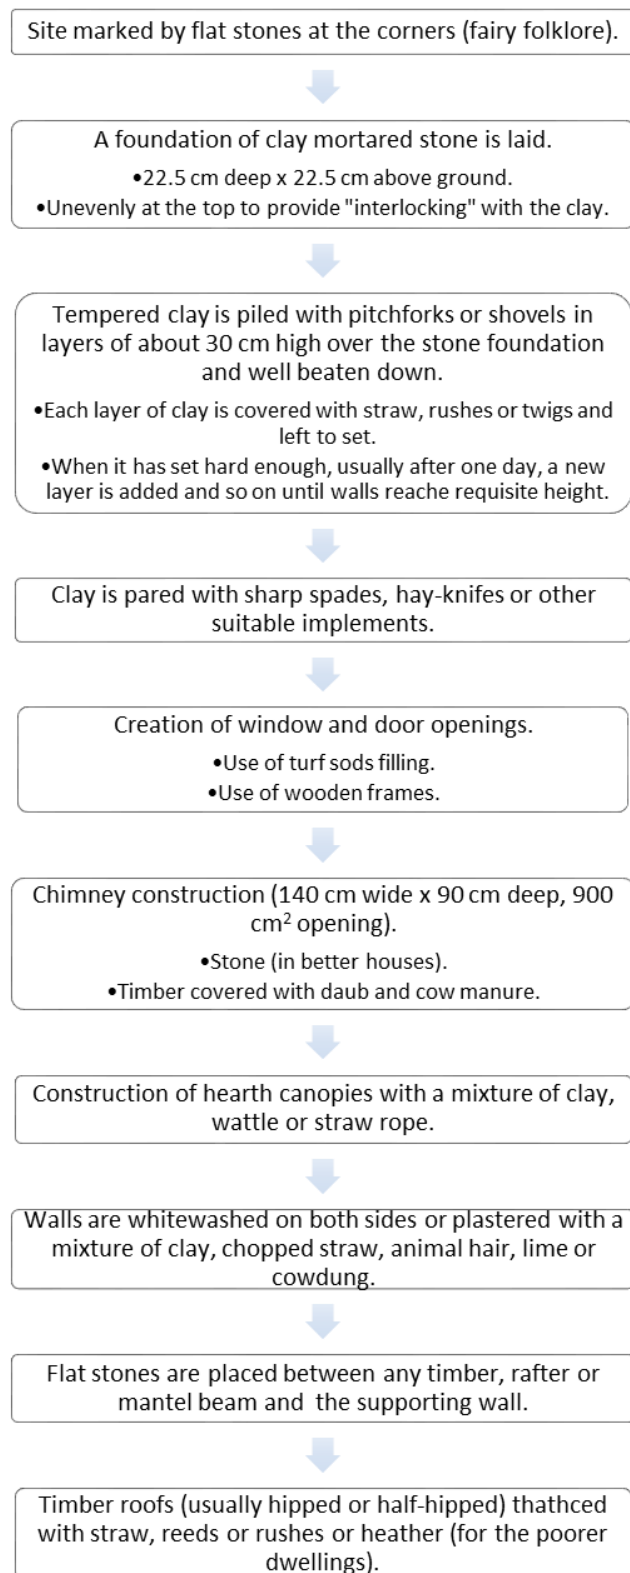 Site marked by flat stones at the corners (fairy folklore).
A foundation of clay mortared stone is laid.
•22.5 cm deep x 22.5 cm above ground.
•Unevenly at the top to provide "interlocking" with the clay.
Tempered clay is piled with pitchforks or shovels in
layers of about 30 cm high over the stone foundation
and well beaten down.
•Each layer of clay is covered with straw, rushes or twigs and
left to set.
•When it has set hard enough, usually after one day, a new
layer is added and so on until walls reache requisite height.
Clay is pared with sharp spades, hay-knifes or other
suitable implements.
Creation of window and door openings.
•Use of turf sods filling.
•Use of wooden frames.
Chimney construction (140 cm wide x 90 cm deep, 900
cm² opening).
•Stone (in better houses).
•Timber covered with daub and cow manure.
Construction of hearth canopies with a mixture of clay,
wattle or straw rope.
Walls are whitewashed on both sides or plastered with a
mixture of clay, chopped straw, animal hair, lime or
cowdung.
Flat stones are placed between any timber, rafter or
mantel beam and the supporting wall.
Timber roofs (usually hipped or half-hipped) thathced
with straw, reeds or rushes or heather (for the poorer
dwellings).